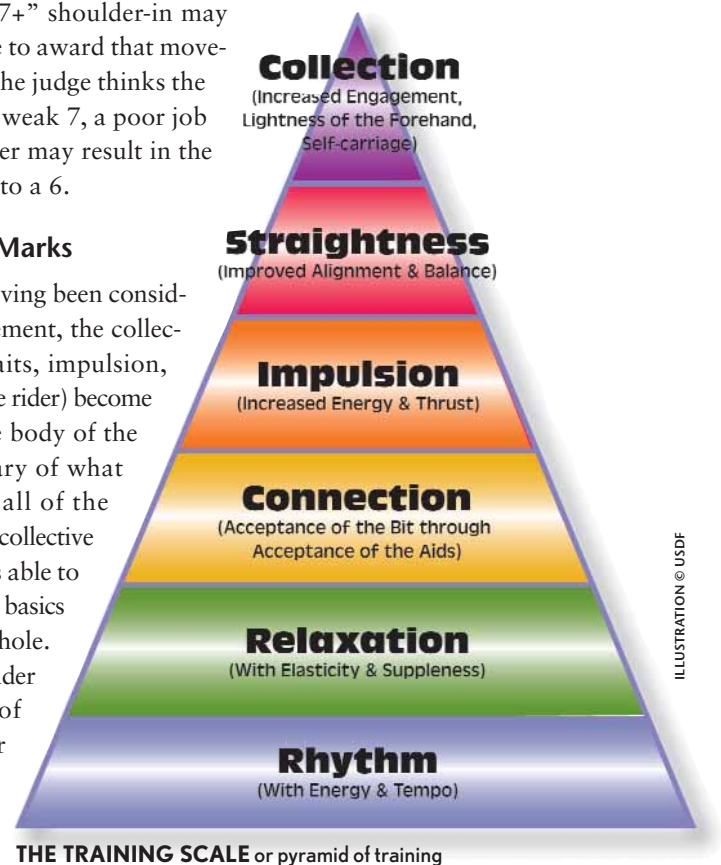 7+” shoulder-in may
e to award that move-
he judge thinks the
weak 7, a poor job
er may result in the
to a 6.
Marks
ving been consid-
ement, the collec-
aits, impulsion,
e rider) become
e body of the
ary of what
all of the
collective
s able to
basics
hole.
der
of
r
Collection
(Increased Engagement,
Lightness of the Forehand,
Self-carriage)
Straightness
(Improved Alignment & Balance)
Impulsion
(Increased Energy & Thrust)
Connection
(Acceptance of the Bit through
Acceptance of the Aids)
Relaxation
(With Elasticity & Suppleness)
Rhythm
(With Energy & Tempo)
ILLUSTRATION © USDF
THE TRAINING SCALE or pyramid of training